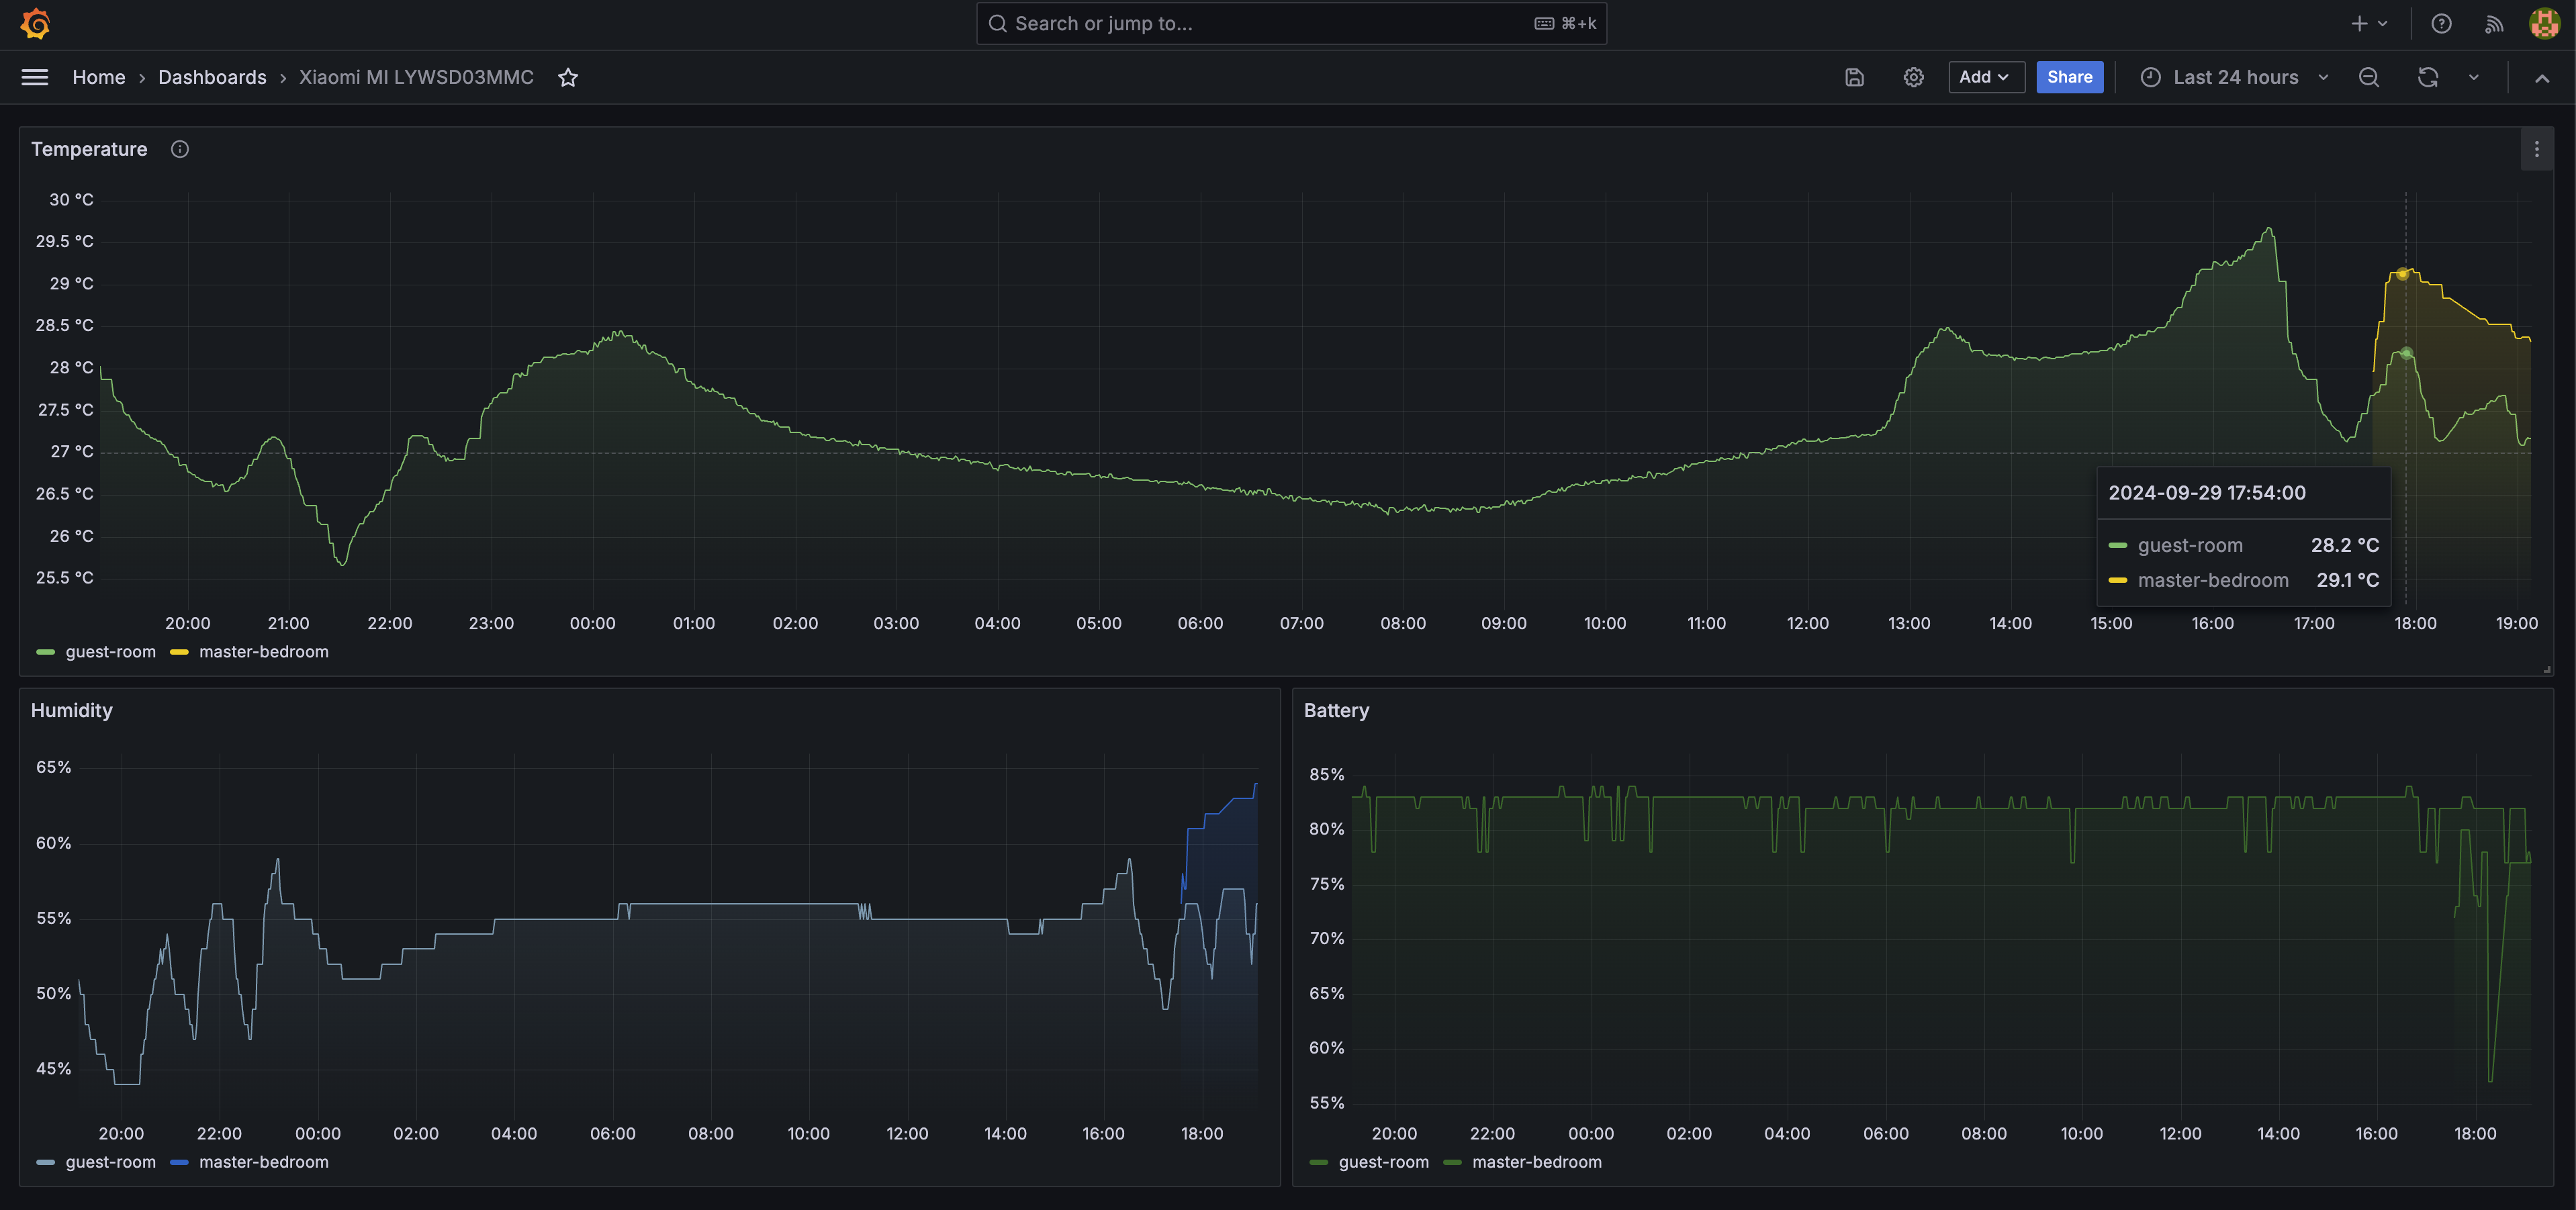 Search or jump to... ⌘+k
Home › Dashboards › Xiaomi MI LYWSD03MMC
Add
Share
Last 24 hours
Temperature
30 °C
29.5 °C
29 °C
28.5 °C
28 °C
27.5 °C
27 °C
26.5 °C
26 °C
25.5 °C
20:00 21:00 22:00 23:00 00:00 01:00 02:00 03:00 04:00 05:00 06:00 07:00 08:00 09:00 10:00 11:00 12:00 13:00 14:00 15:00 16:00 17:00 18:00 19:00
2024-09-29 17:54:00
guest-room 28.2 °C
master-bedroom 29.1 °C
guest-room master-bedroom
Humidity
65%
60%
55%
50%
45%
20:00 22:00 00:00 02:00 04:00 06:00 08:00 10:00 12:00 14:00 16:00 18:00
guest-room master-bedroom
Battery
85%
80%
75%
70%
65%
60%
55%
20:00 22:00 00:00 02:00 04:00 06:00 08:00 10:00 12:00 14:00 16:00 18:00
guest-room master-bedroom